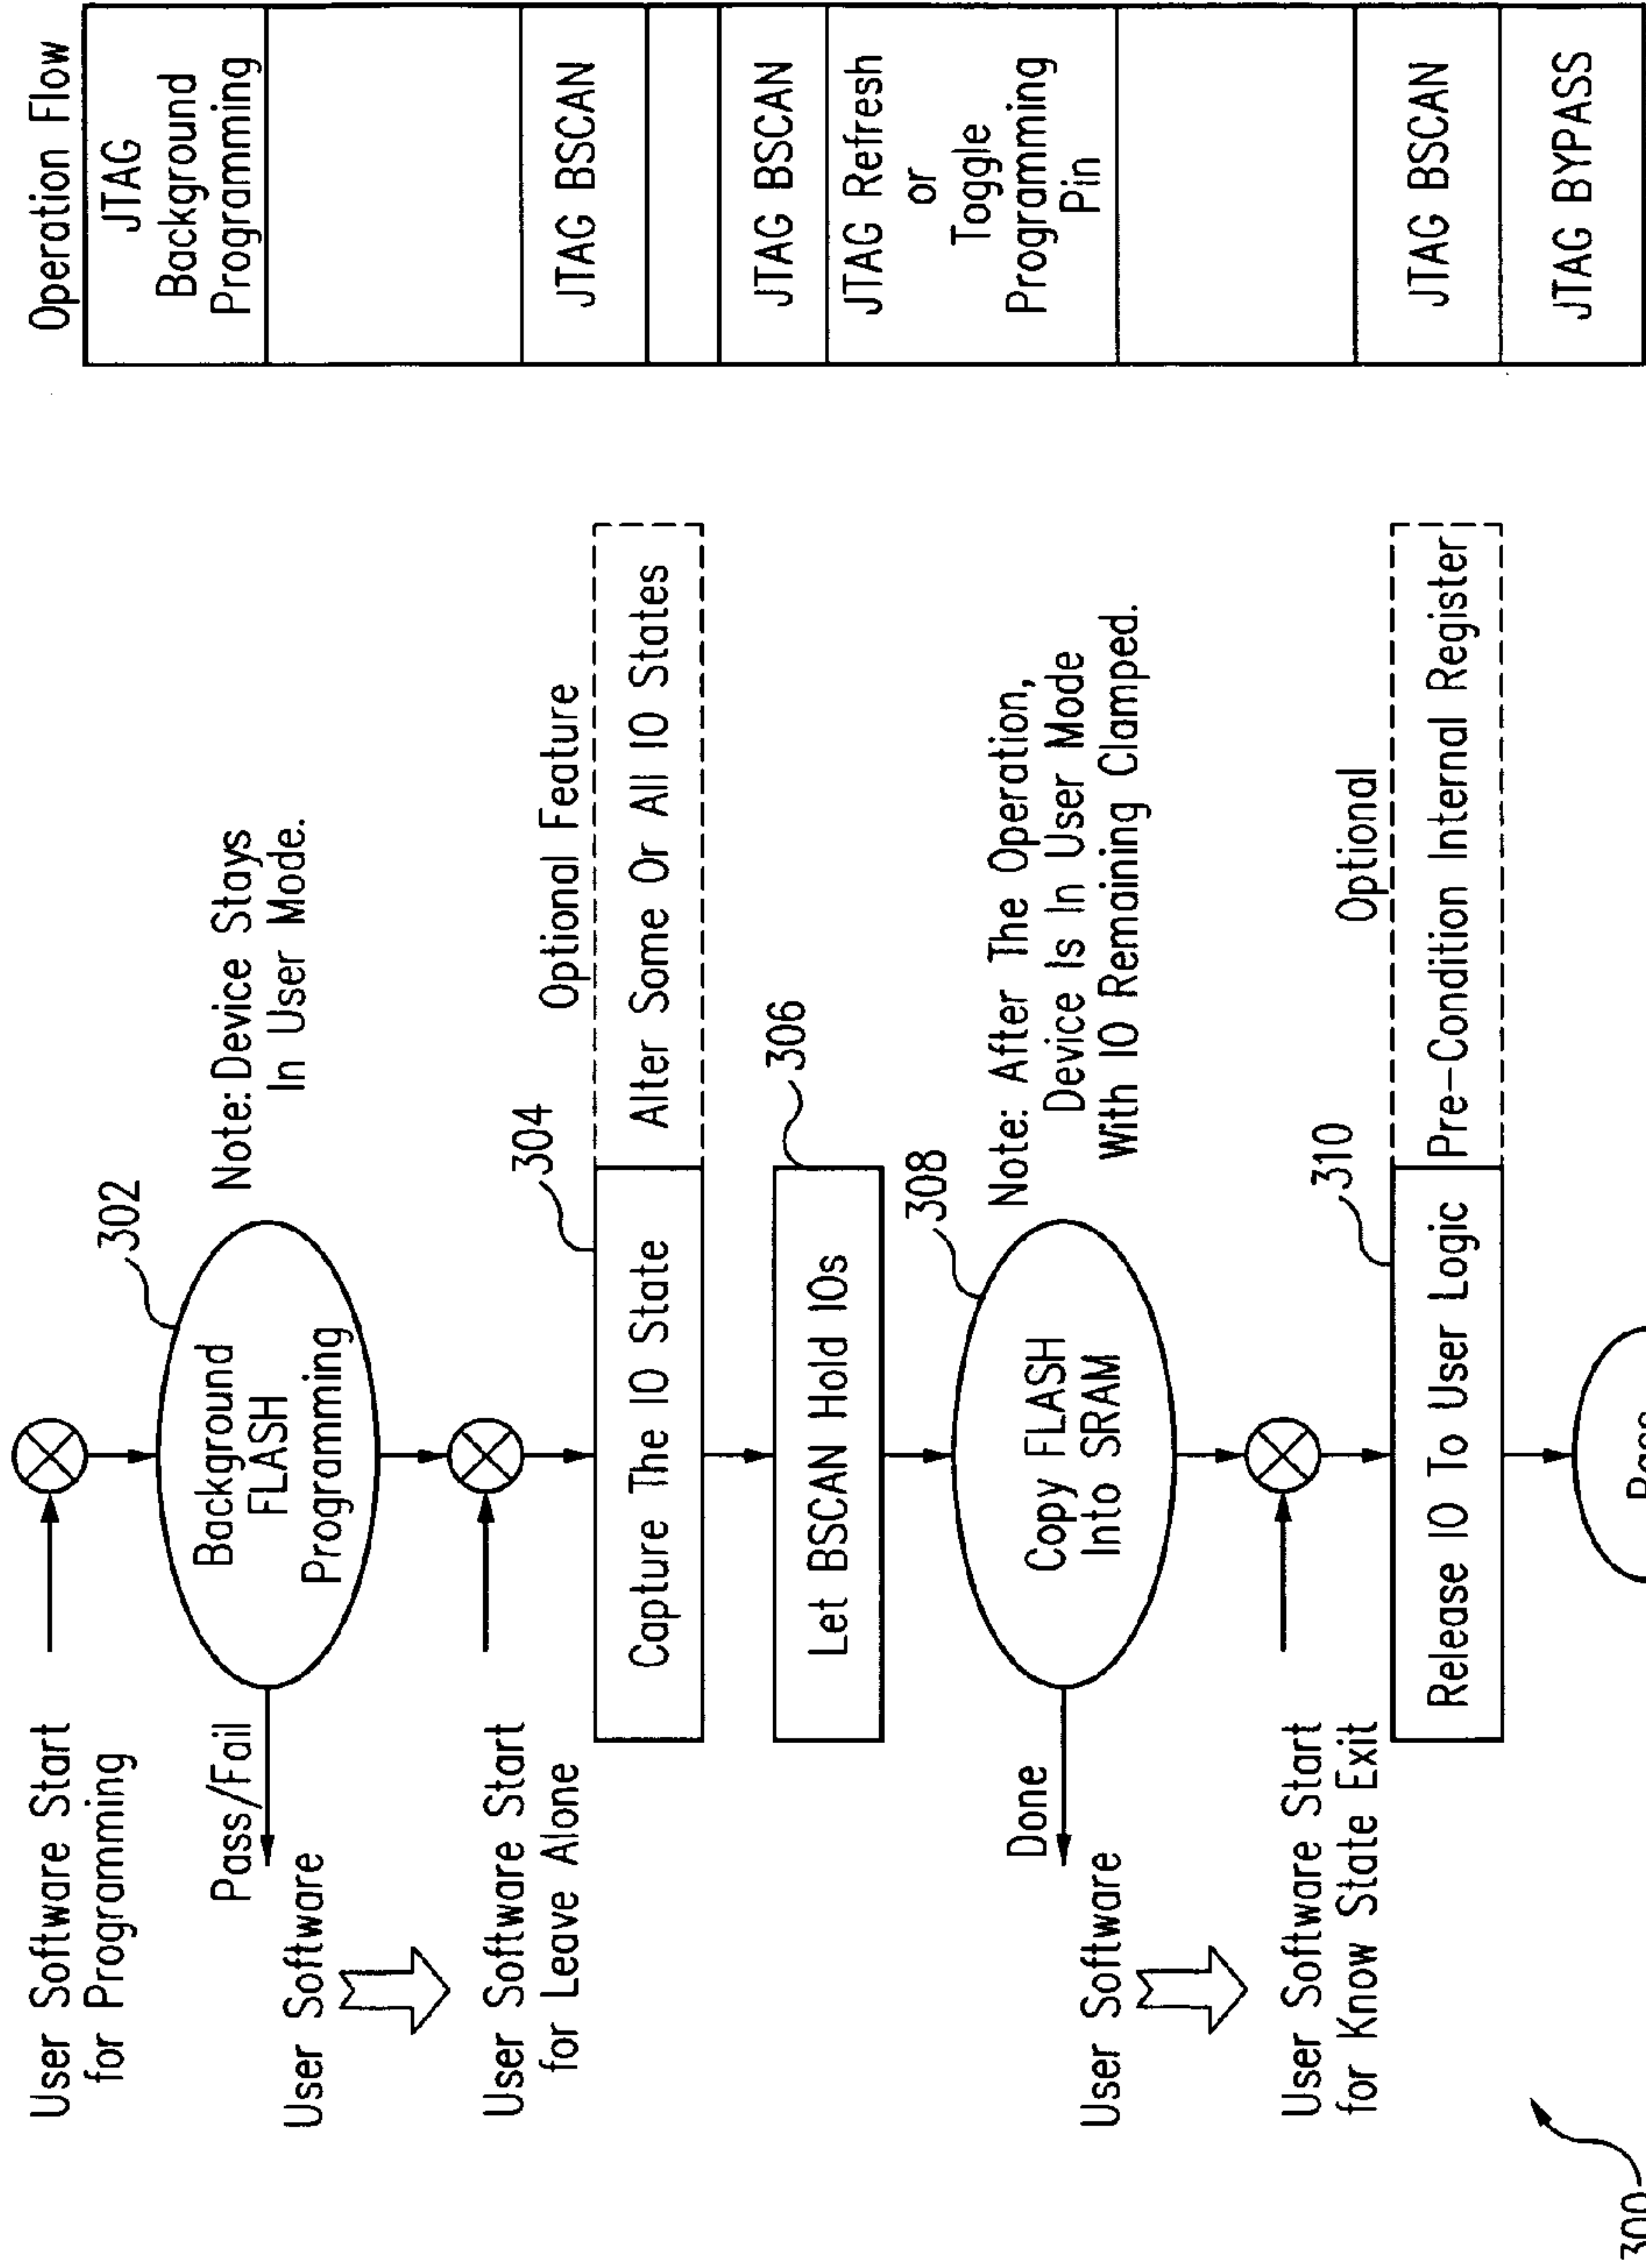 User Software Start
for Programming
302
Background
FLASH
Programming
Note: Device Stays
In User Mode.
Pass/Fail
User Software
User Software Start
for Leave Alone
Optional Feature
304
Capture The IO State
Alter Some Or All IO States
306
Let BSCAN Hold IOs
308
Copy FLASH
Into SRAM
Note: After The Operation,
Device Is In User Mode
With IO Remaining Clamped.
Done
User Software
User Software Start
for Know State Exit
Optional
310
Release IO To User Logic
Pre-Condition Internal Register
300
Operation Flow
JTAG
Background
Programming
JTAG BSCAN
JTAG BSCAN
JTAG Refresh
or
Toggle
Programming
Pin
JTAG BSCAN
JTAG BYPASS